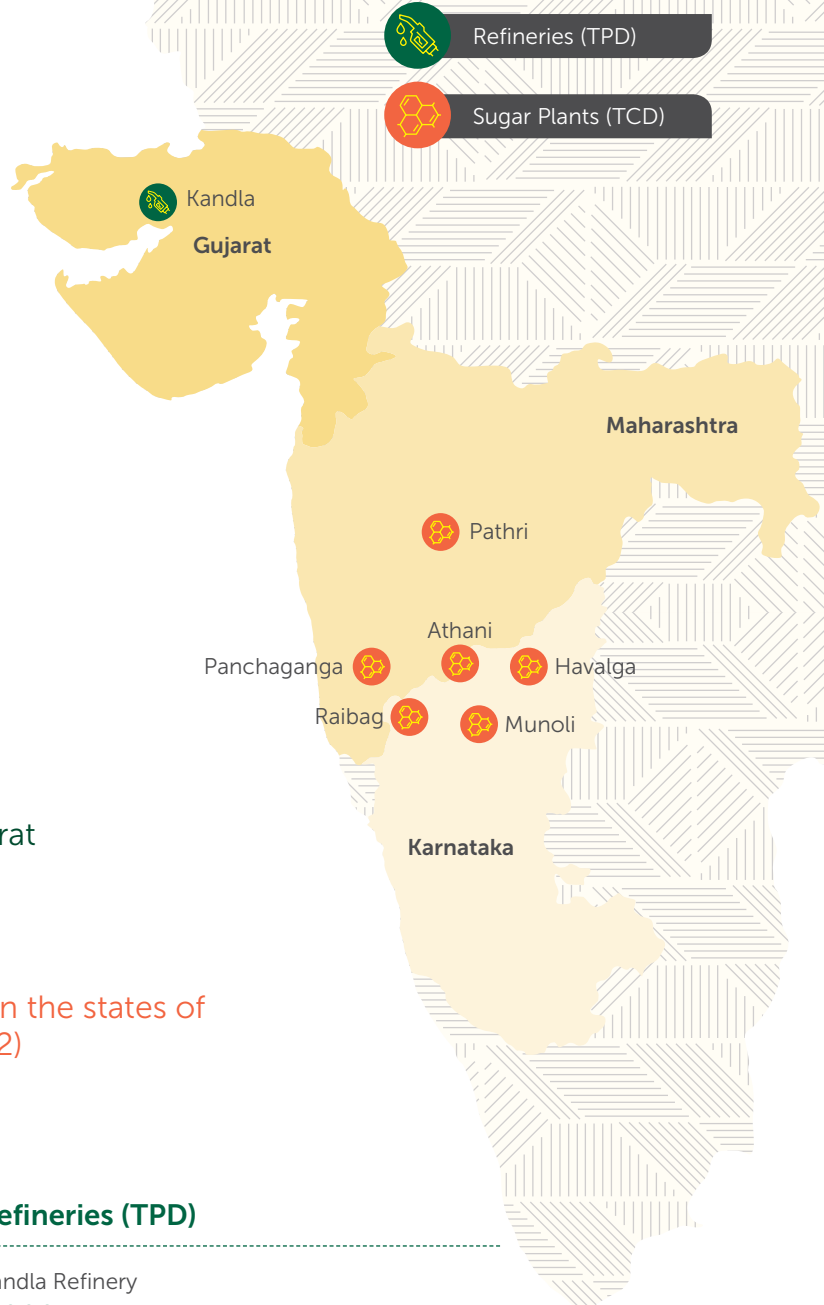 Refineries (TPD)
Sugar Plants (TCD)
Kandla
Gujarat
Maharashtra
Pathri
Athani
Panchaganga
Havalga
Raibag
Munoli
rat
Karnataka
n the states of
2)
efineries (TPD)
andla Refinery